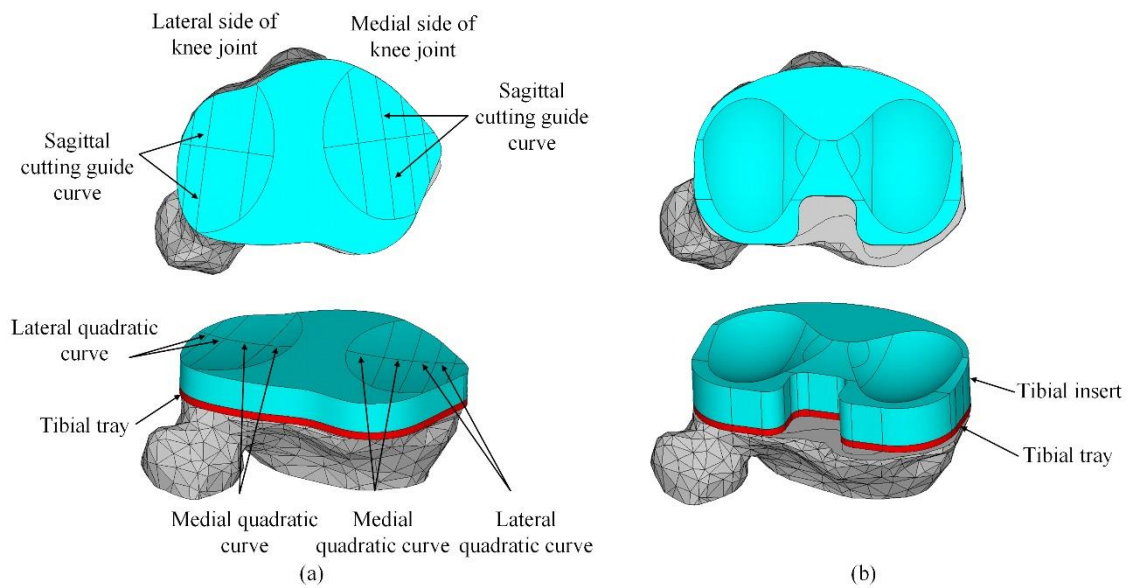 Lateral side of
knee joint
Medial side of
knee joint
Sagittal
cutting guide
curve
Sagittal
cutting guide
curve
Lateral quadratic
curve
Tibial tray
Medial quadratic
curve
Medial
quadratic curve
Lateral
quadratic curve
(a)
Tibial insert
Tibial tray
(b)